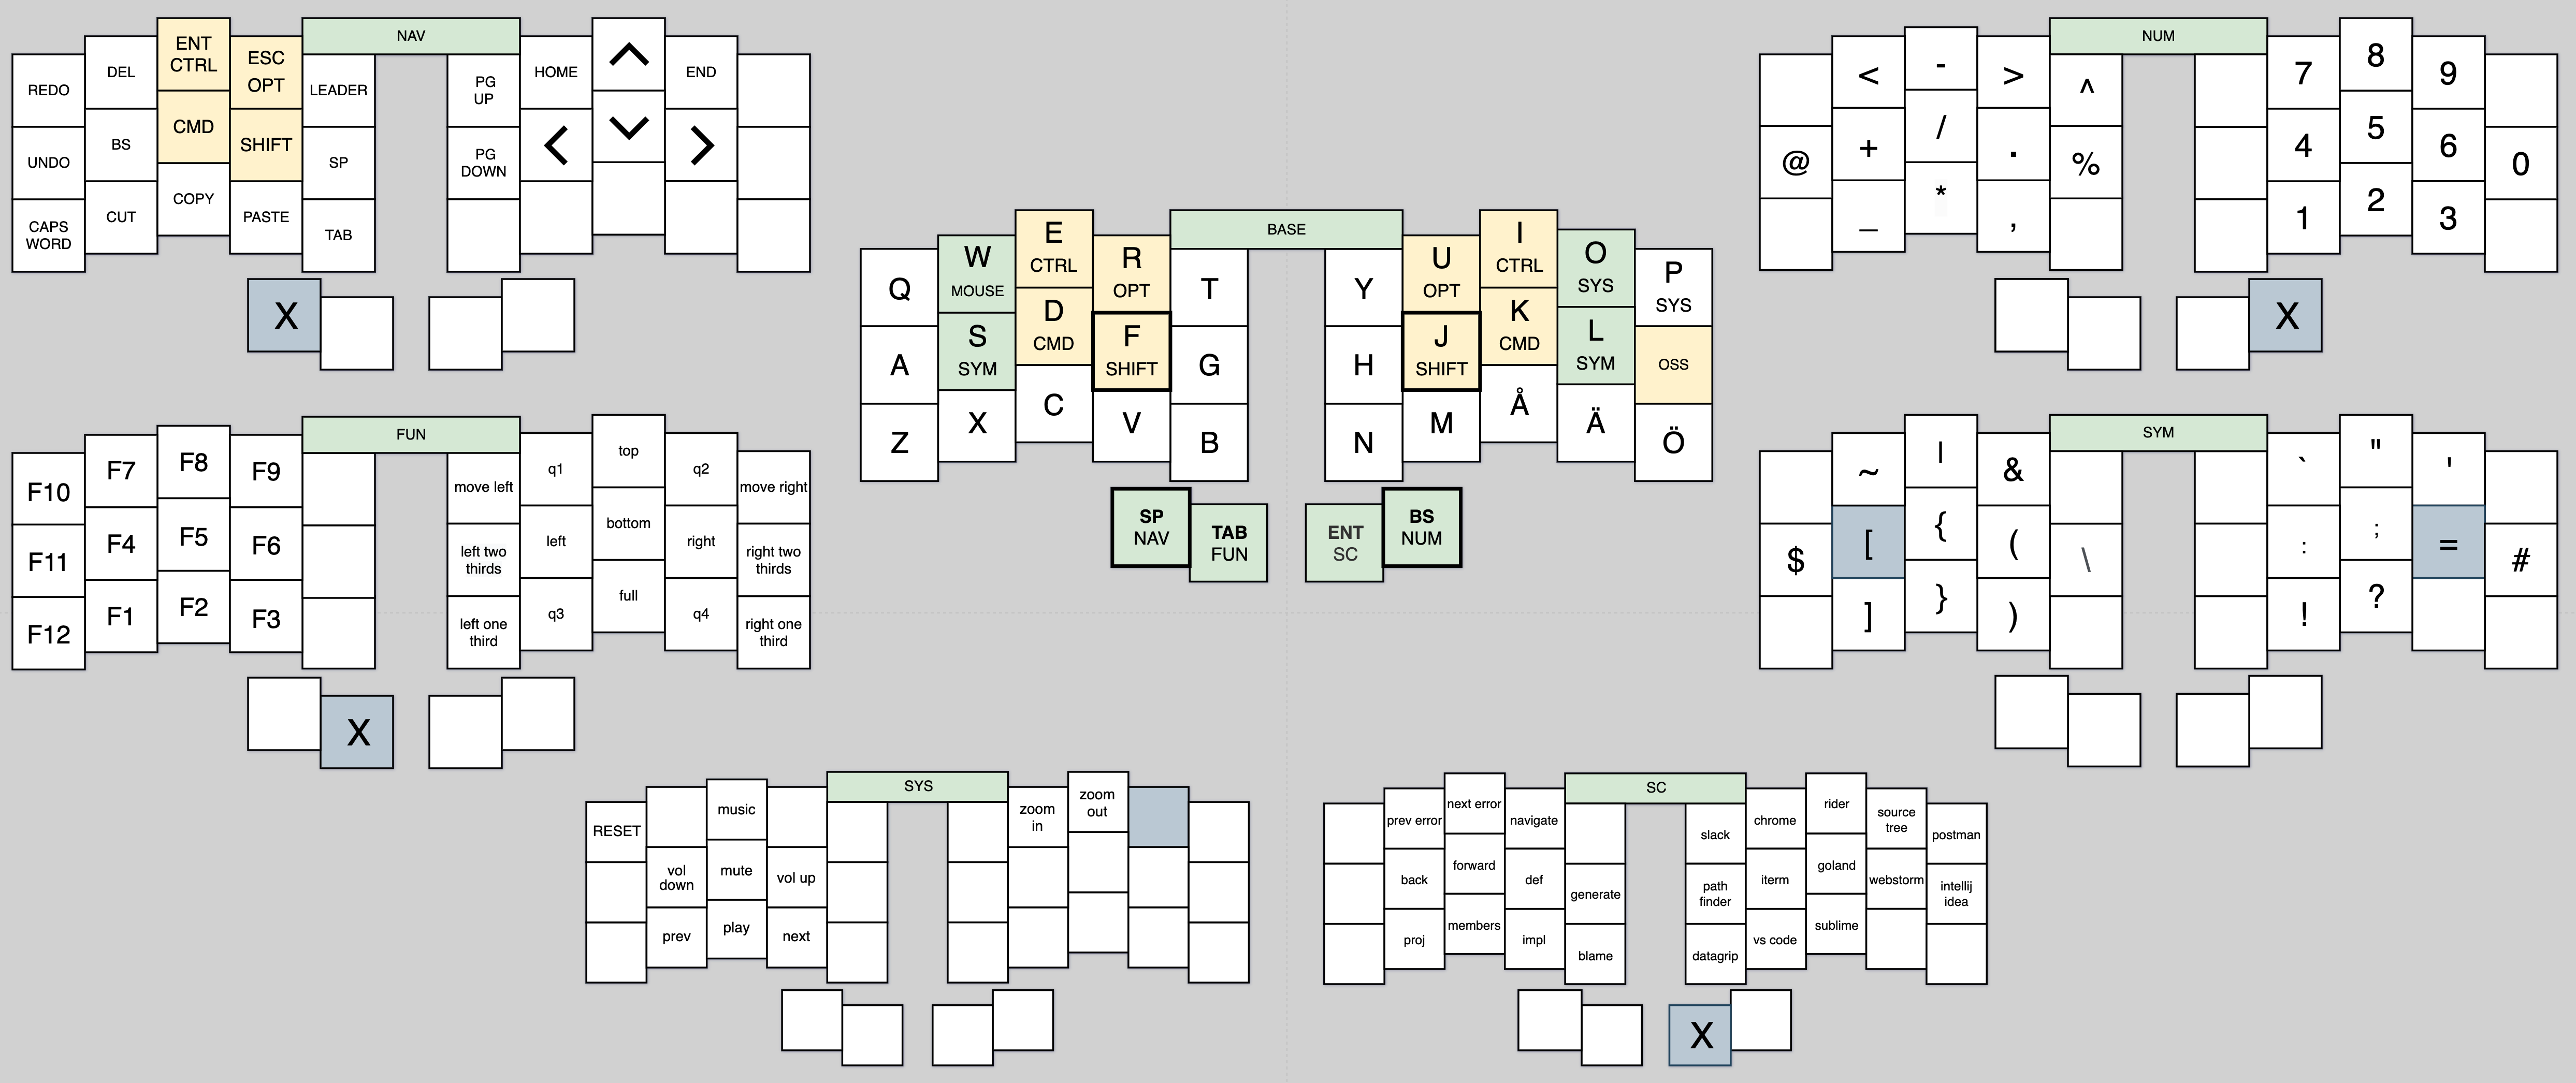 NAV
REDO
DEL
ENT
CTRL
ESC
OPT
LEADER
PG
UP
HOME
^
END
UNDO
BS
CMD
SHIFT
SP
PG
DOWN
<
>
CAPS
WORD
CUT
COPY
PASTE
TAB
X
NUM
<
-
>
^
7
8
9
@
+
/
.
%
4
5
6
0
_
*
,
1
2
3
X
BASE
Q
W
MOUSE
E
CTRL
R
OPT
T
Y
U
OPT
I
CTRL
O
SYS
P
SYS
A
S
SYM
D
CMD
F
SHIFT
G
H
J
SHIFT
K
CMD
L
SYM
OSS
Z
X
C
V
B
N
M
Å
Ä
Ö
SP
NAV
TAB
FUN
ENT
SC
BS
NUM
FUN
F10
F7
F8
F9
move left
q1
top
q2
move right
F11
F4
F5
F6
left two
thirds
left
bottom
right
right two
thirds
F12
F1
F2
F3
left one
third
q3
full
q4
right one
third
X
SYM
~
|
&
`
"
'
$
[
{
(
\
:
;
=
#
]
}
)
!
?
SYS
RESET
music
zoom
in
zoom
out
vol
down
mute
vol up
prev
play
next
SC
prev error
next error
navigate
slack
chrome
rider
source
tree
postman
back
forward
def
generate
path
finder
iterm
goland
webstorm
intellij
idea
proj
members
impl
blame
datagrip
vs code
sublime
X